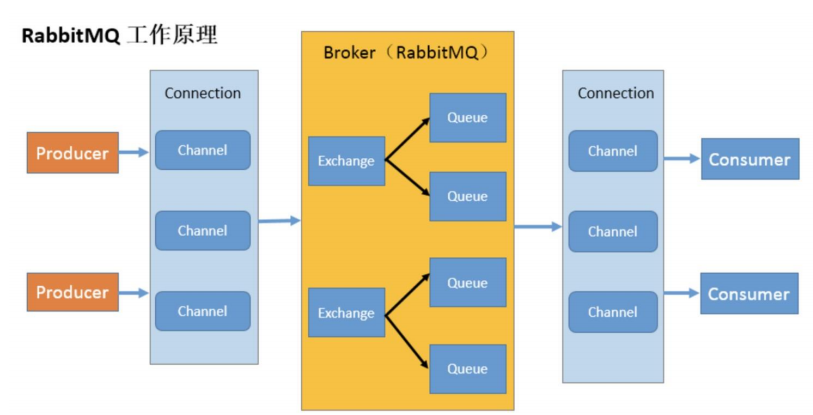 RabbitMQ 工作原理
Broker（RabbitMQ）
Connection
Connection
Producer
Producer
Channel
Channel
Channel
Exchange
Queue
Queue
Exchange
Queue
Queue
Channel
Channel
Channel
Consumer
Consumer